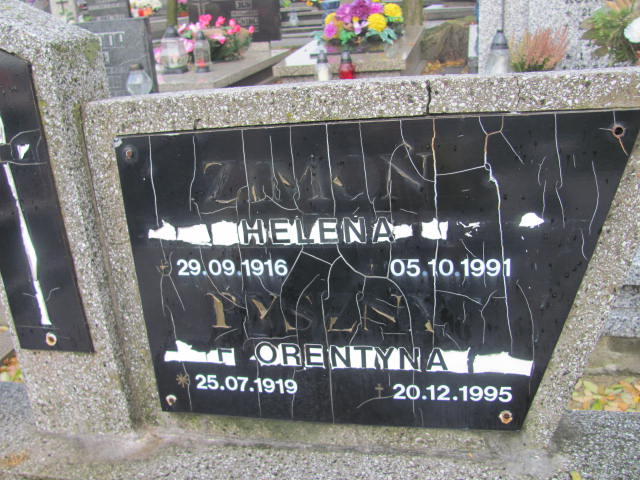 HELENA
29.09.1916 05.10.1991
F ORENTYNA
* 25.07.1919 † 20.12.1995